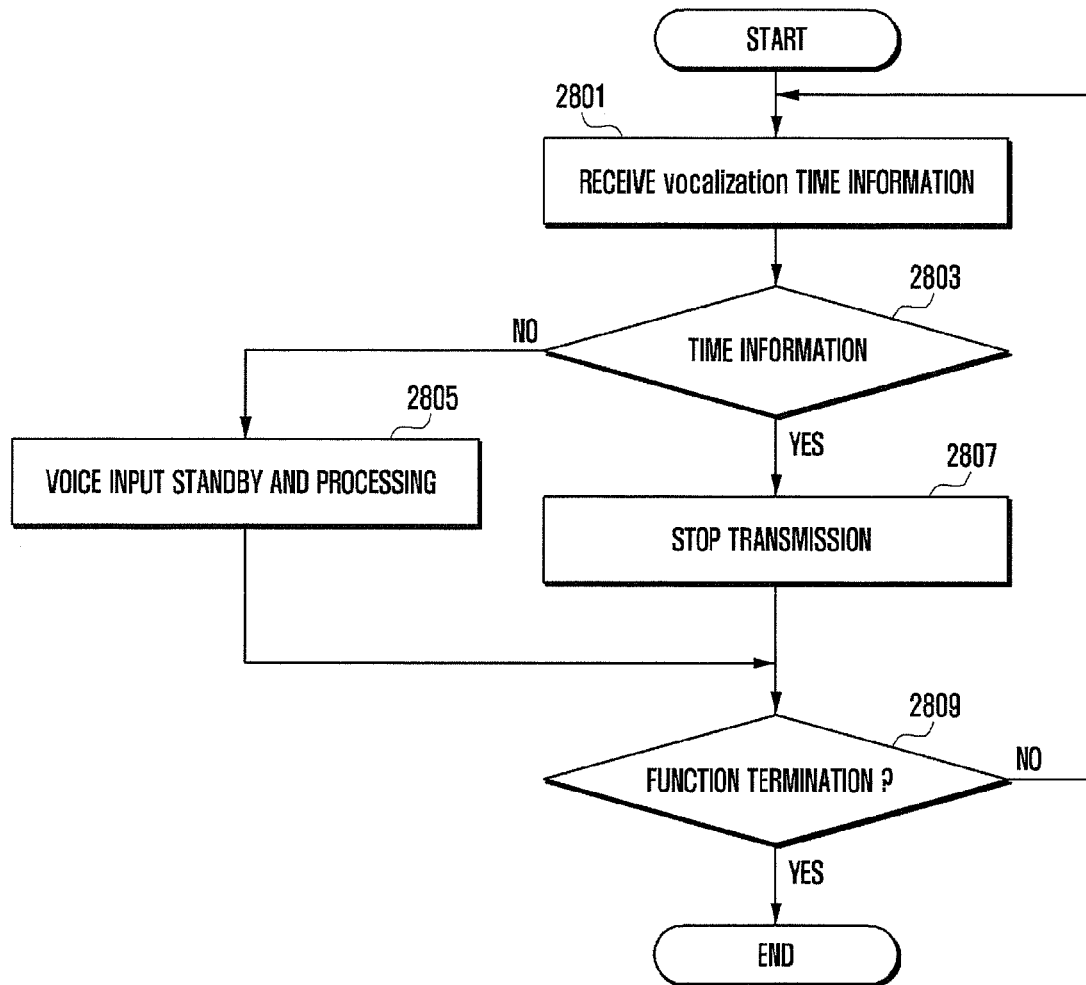 START
2801
RECEIVE vocalization TIME INFORMATION
2803
NO
TIME INFORMATION
2805
YES
2807
VOICE INPUT STANDBY AND PROCESSING
STOP TRANSMISSION
2809
NO
FUNCTION TERMINATION ?
YES
END